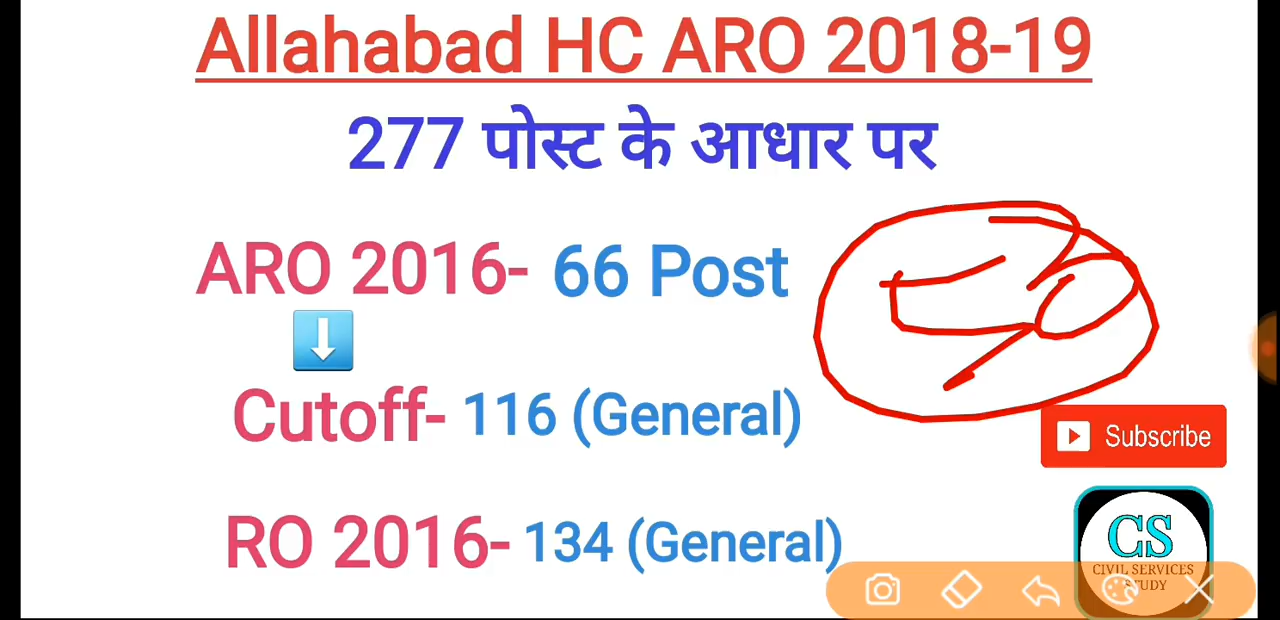 Allahabad HC ARO 2018-19
277 पोस्ट के आधार पर
ARO 2016- 66 Post
Cutoff- 116 (General)
Subscribe
RO 2016- 134 (General)
CS
CIVIL SERVICES
STUDY